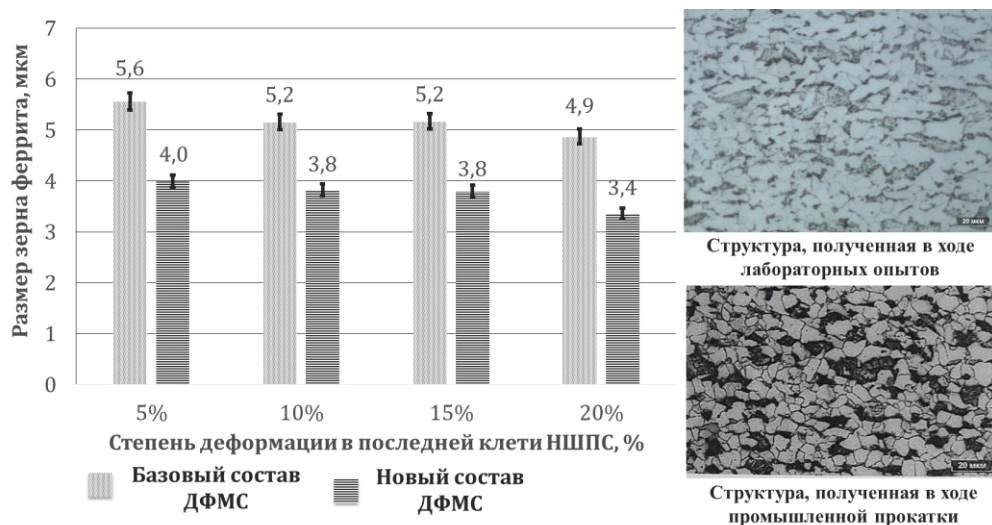 7
6
5
4
3
2
1
0
Размер зерна феррита, мкм
5,6
4,0
5,2
3,8
5,2
3,8
4,9
3,4
5%
10%
15%
20%
Степень деформации в последней клети НШПС, %
Базовый состав
ДФМС
Новый состав
ДФМС
20 мкм
Структура, полученная в ходе
лабораторных опытов
20 мкм
Структура, полученная в ходе
промышленной прокатки